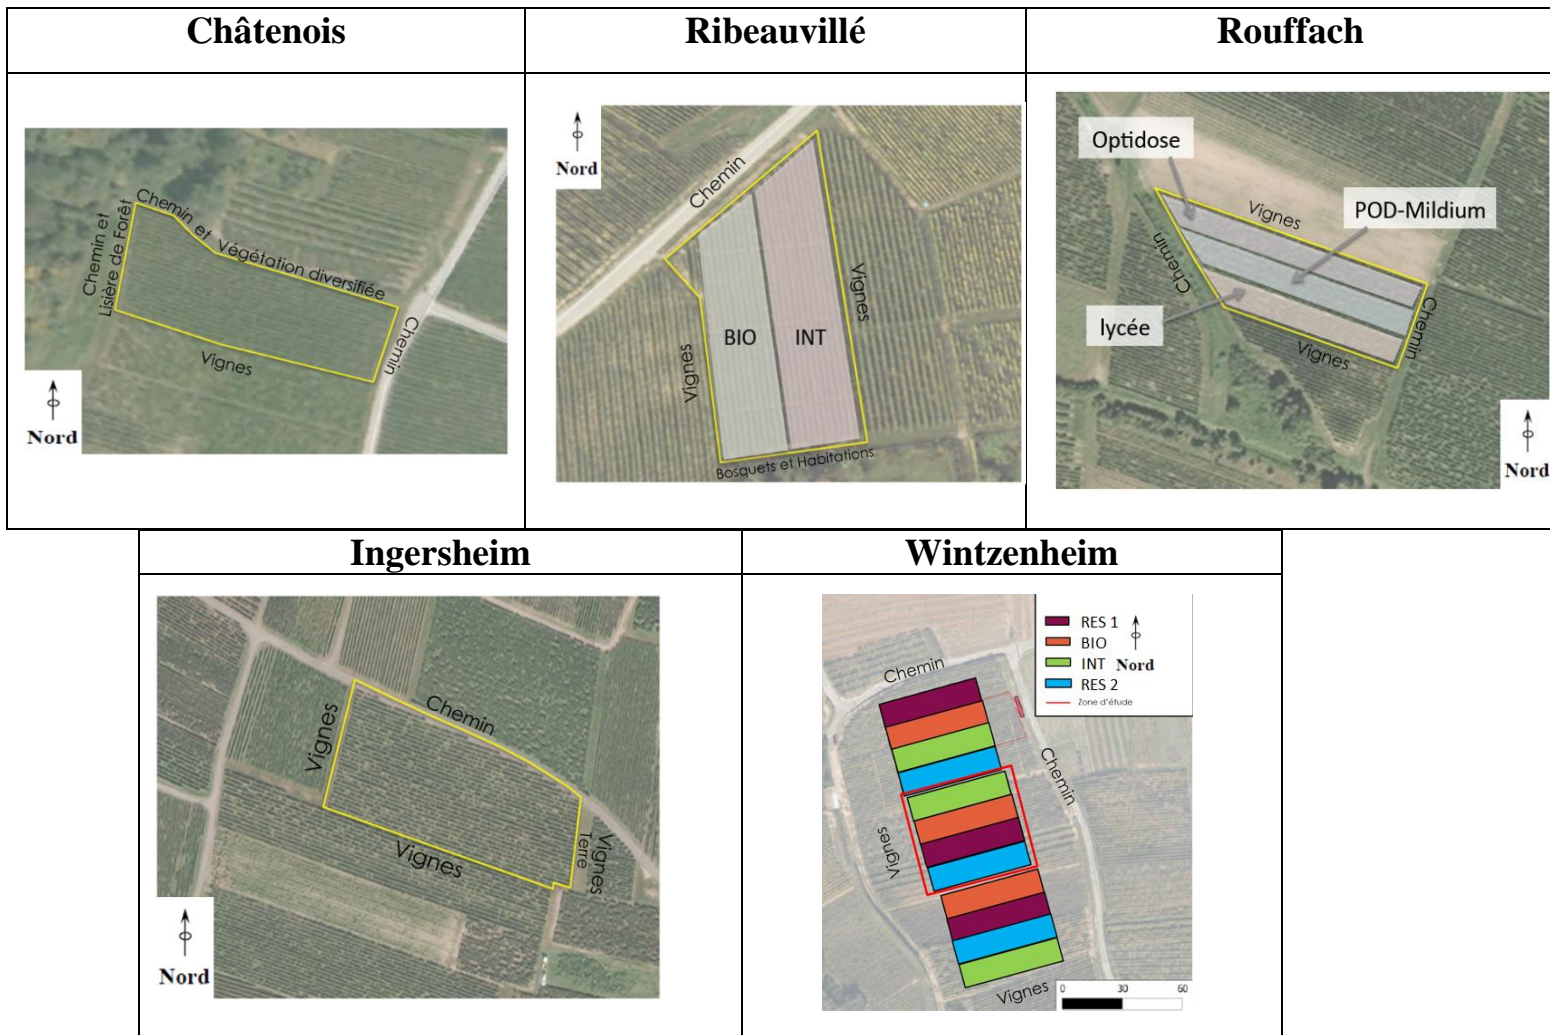 Châtenois
Ribeauvillé
Rouffach
Chemin et
Lisière de Forêt
Chemin et Végétation diversifiée
Chemin
Vignes
Nord
Nord
Chemin
Vignes
BIO
INT
Vignes
Bosquets et Habitations
Optidose
Vignes
POD-Mildium
Chemin
lycée
Chemin
Vignes
Nord
Ingersheim
Wintzenheim
Vignes
Chemin
Vignes
Terre
Vignes
Nord
RES 1
BIO
INT
Nord
RES 2
Zone d'étude
Chemin
Chemin
Vignes
Vignes
0 30 60